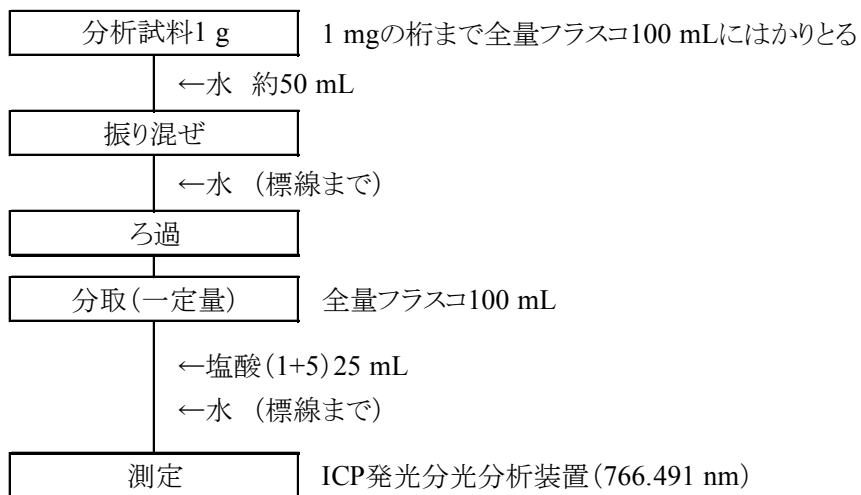 分析試料1 g 1 mgの桁まで全量フラスコ100 mLにはかりとる
←水 約50 mL
振り混ぜ
←水 (標線まで)
ろ過
分取(一定量) 全量フラスコ100 mL
←塩酸(1+5)25 mL
←水 (標線まで)
測定 ICP発光分光分析装置(766.491 nm)